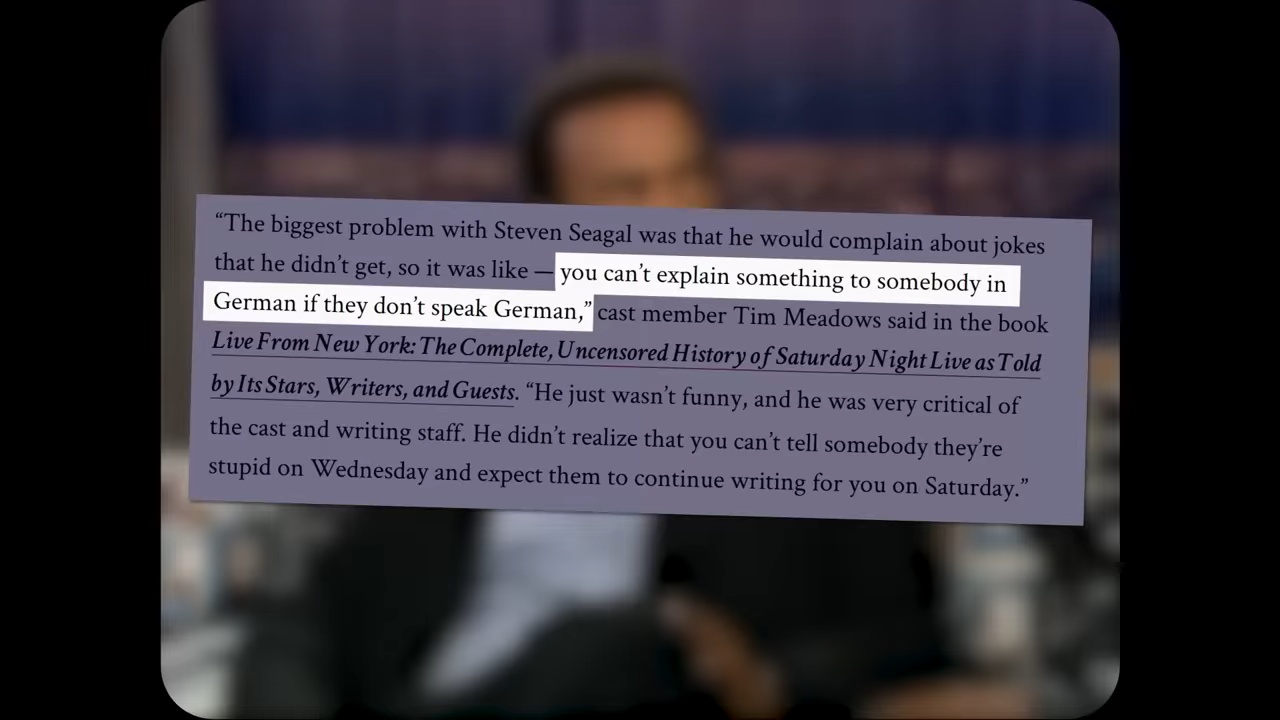 “The biggest problem with Steven Seagal was that he would complain about jokes
that he didn’t get, so it was like — you can’t explain something to somebody in
German if they don’t speak German,” cast member Tim Meadows said in the book
Live From New York: The Complete, Uncensored History of Saturday Night Live as Told
by Its Stars, Writers, and Guests. “He just wasn’t funny, and he was very critical of
the cast and writing staff. He didn’t realize that you can’t tell somebody they’re
stupid on Wednesday and expect them to continue writing for you on Saturday.”